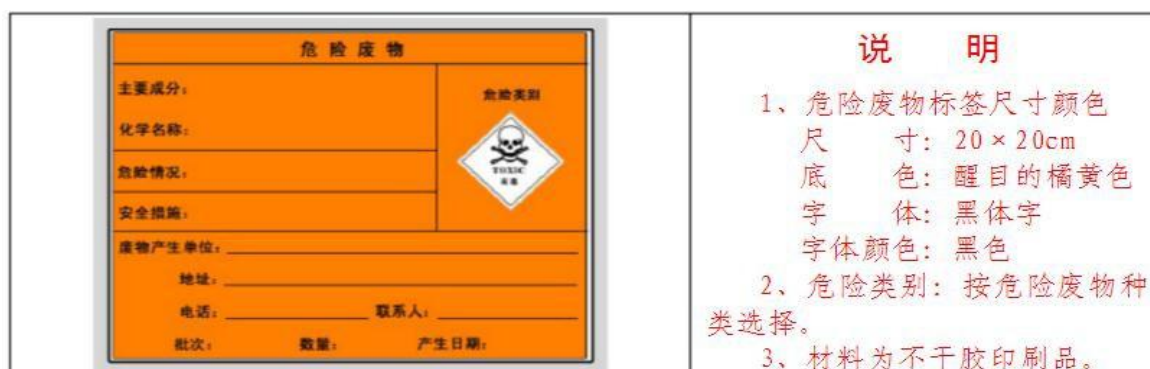 危险废物
主要成分：
化学名称：
危险情况：
安全措施：
危险类别
TOXIC
有毒
废物产生单位：
地址：
电话： 联系人：
批次： 数量： 产生日期：
说 明
1、危险废物标签尺寸颜色
尺 寸：20×20cm
底 色：醒目的橘黄色
字 体：黑体字
字体颜色：黑色
2、危险类别：按危险废物种
类选择。
3、材料为不干胶印刷品。